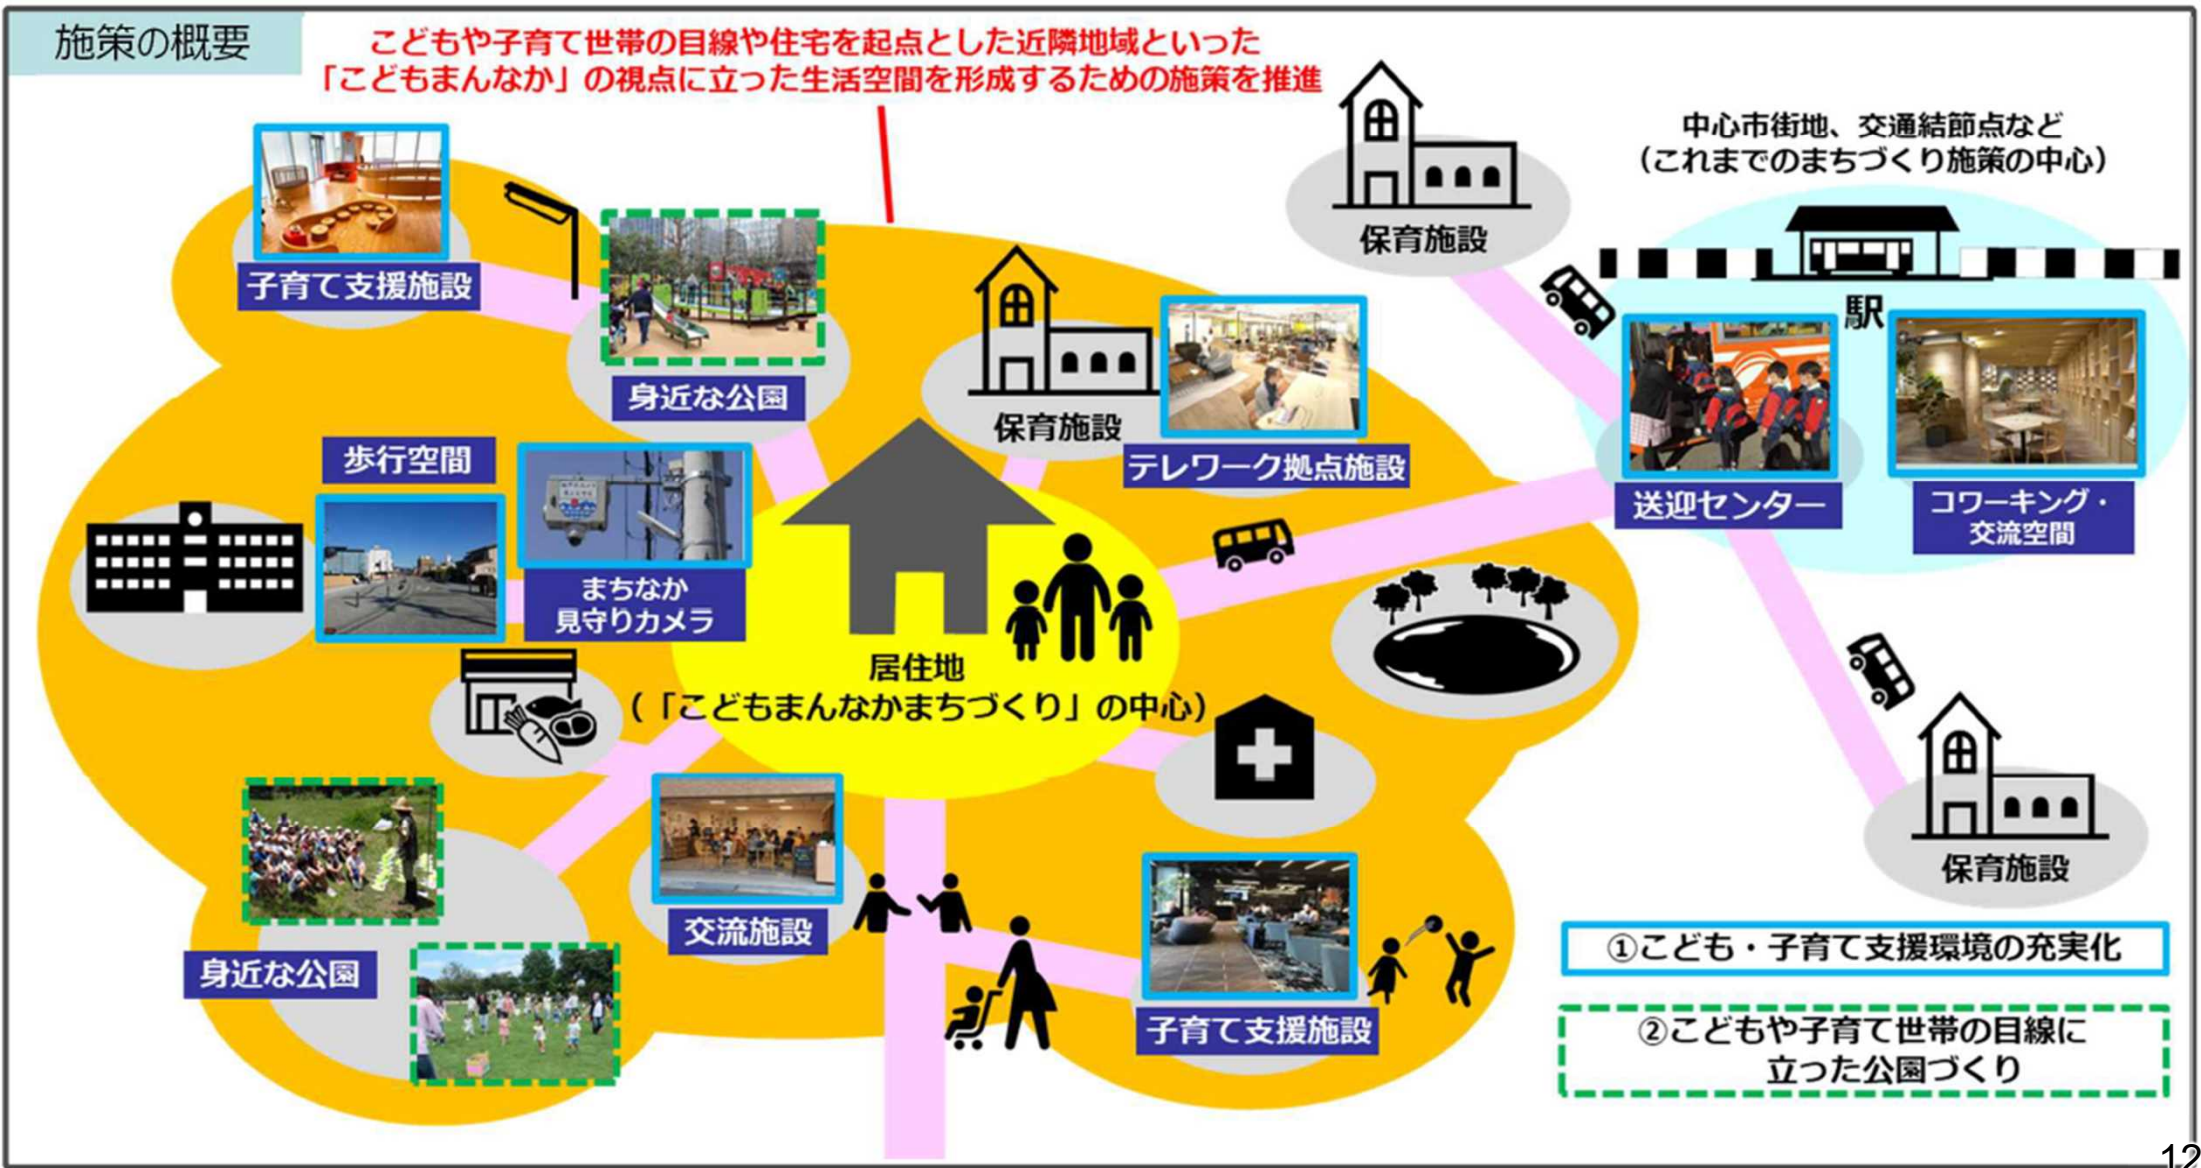 施策の概要
こどもや子育て世帯の目線や住宅を起点とした近隣地域といった
「こどもまんなか」の視点に立った生活空間を形成するための施策を推進
中心市街地、交通結節点など
（これまでのまちづくり施策の中心）
保育施設
駅
子育て支援施設
身近な公園
保育施設
テレワーク拠点施設
歩行空間
まちなか
見守りカメラ
送迎センター
コワーキング・
交流空間
居住地
（「こどもまんなかまちづくり」の中心）
保育施設
交流施設
身近な公園
子育て支援施設
①こども・子育て支援環境の充実化
②こどもや子育て世帯の目線に
立った公園づくり
12